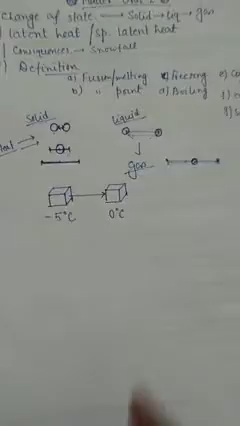 Change of state ⟶ Solid → Liq → gas
latent heat / sp. latent heat
Consequences → Snowfall
Definition
a) Fusion/melting c) Freezing e)
b) " point d) Boiling f)
Solid Liquid
gas
-5°C 0°C